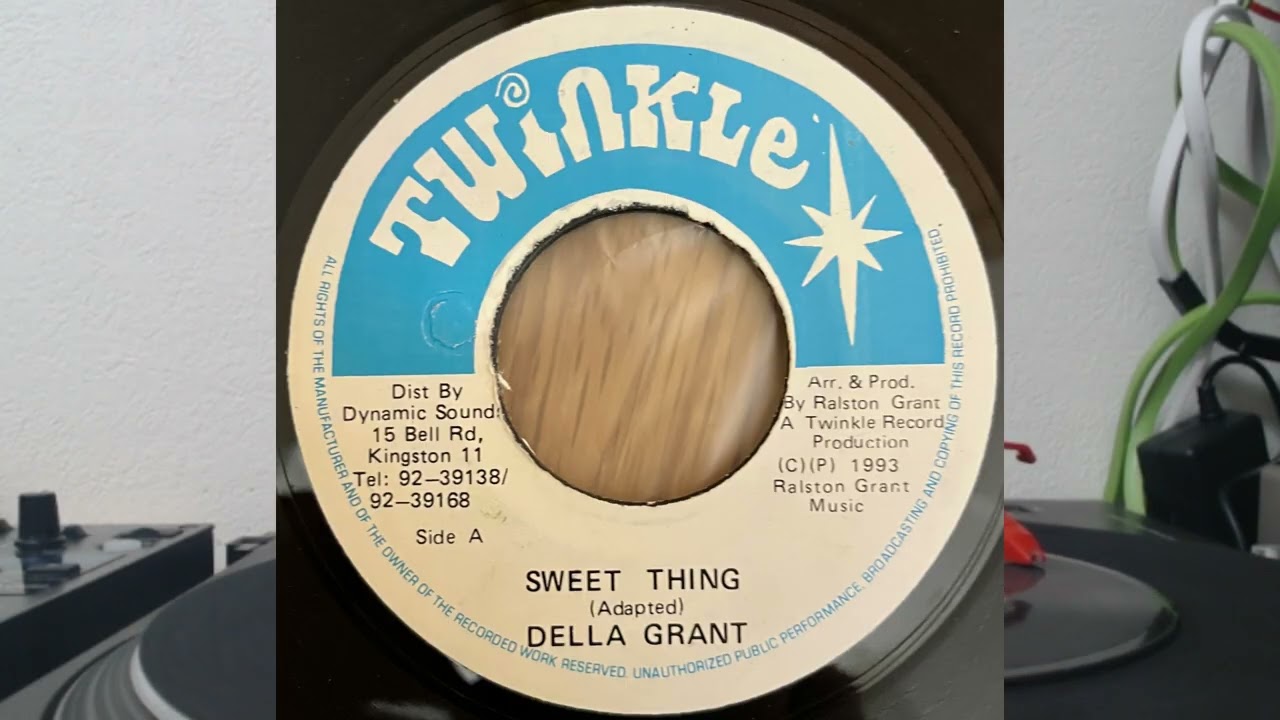 TWINKLE
Dist By
Dynamic Sound
15 Bell Rd,
Kingston 11
Tel: 92–39138/
92–39168
Side A
Arr. & Prod.
By Ralston Grant
A Twinkle Record
Production
(C)(P) 1993
Ralston Grant
Music
SWEET THING
(Adapted)
DELLA GRANT
ALL RIGHTS OF THE MANUFACTURER AND OF THE OWNER OF THE RECORDED WORK RESERVED. UNAUTHORIZED PUBLIC PERFORMANCE, BROADCASTING AND COPYING OF THIS RECORD PROHIBITED.